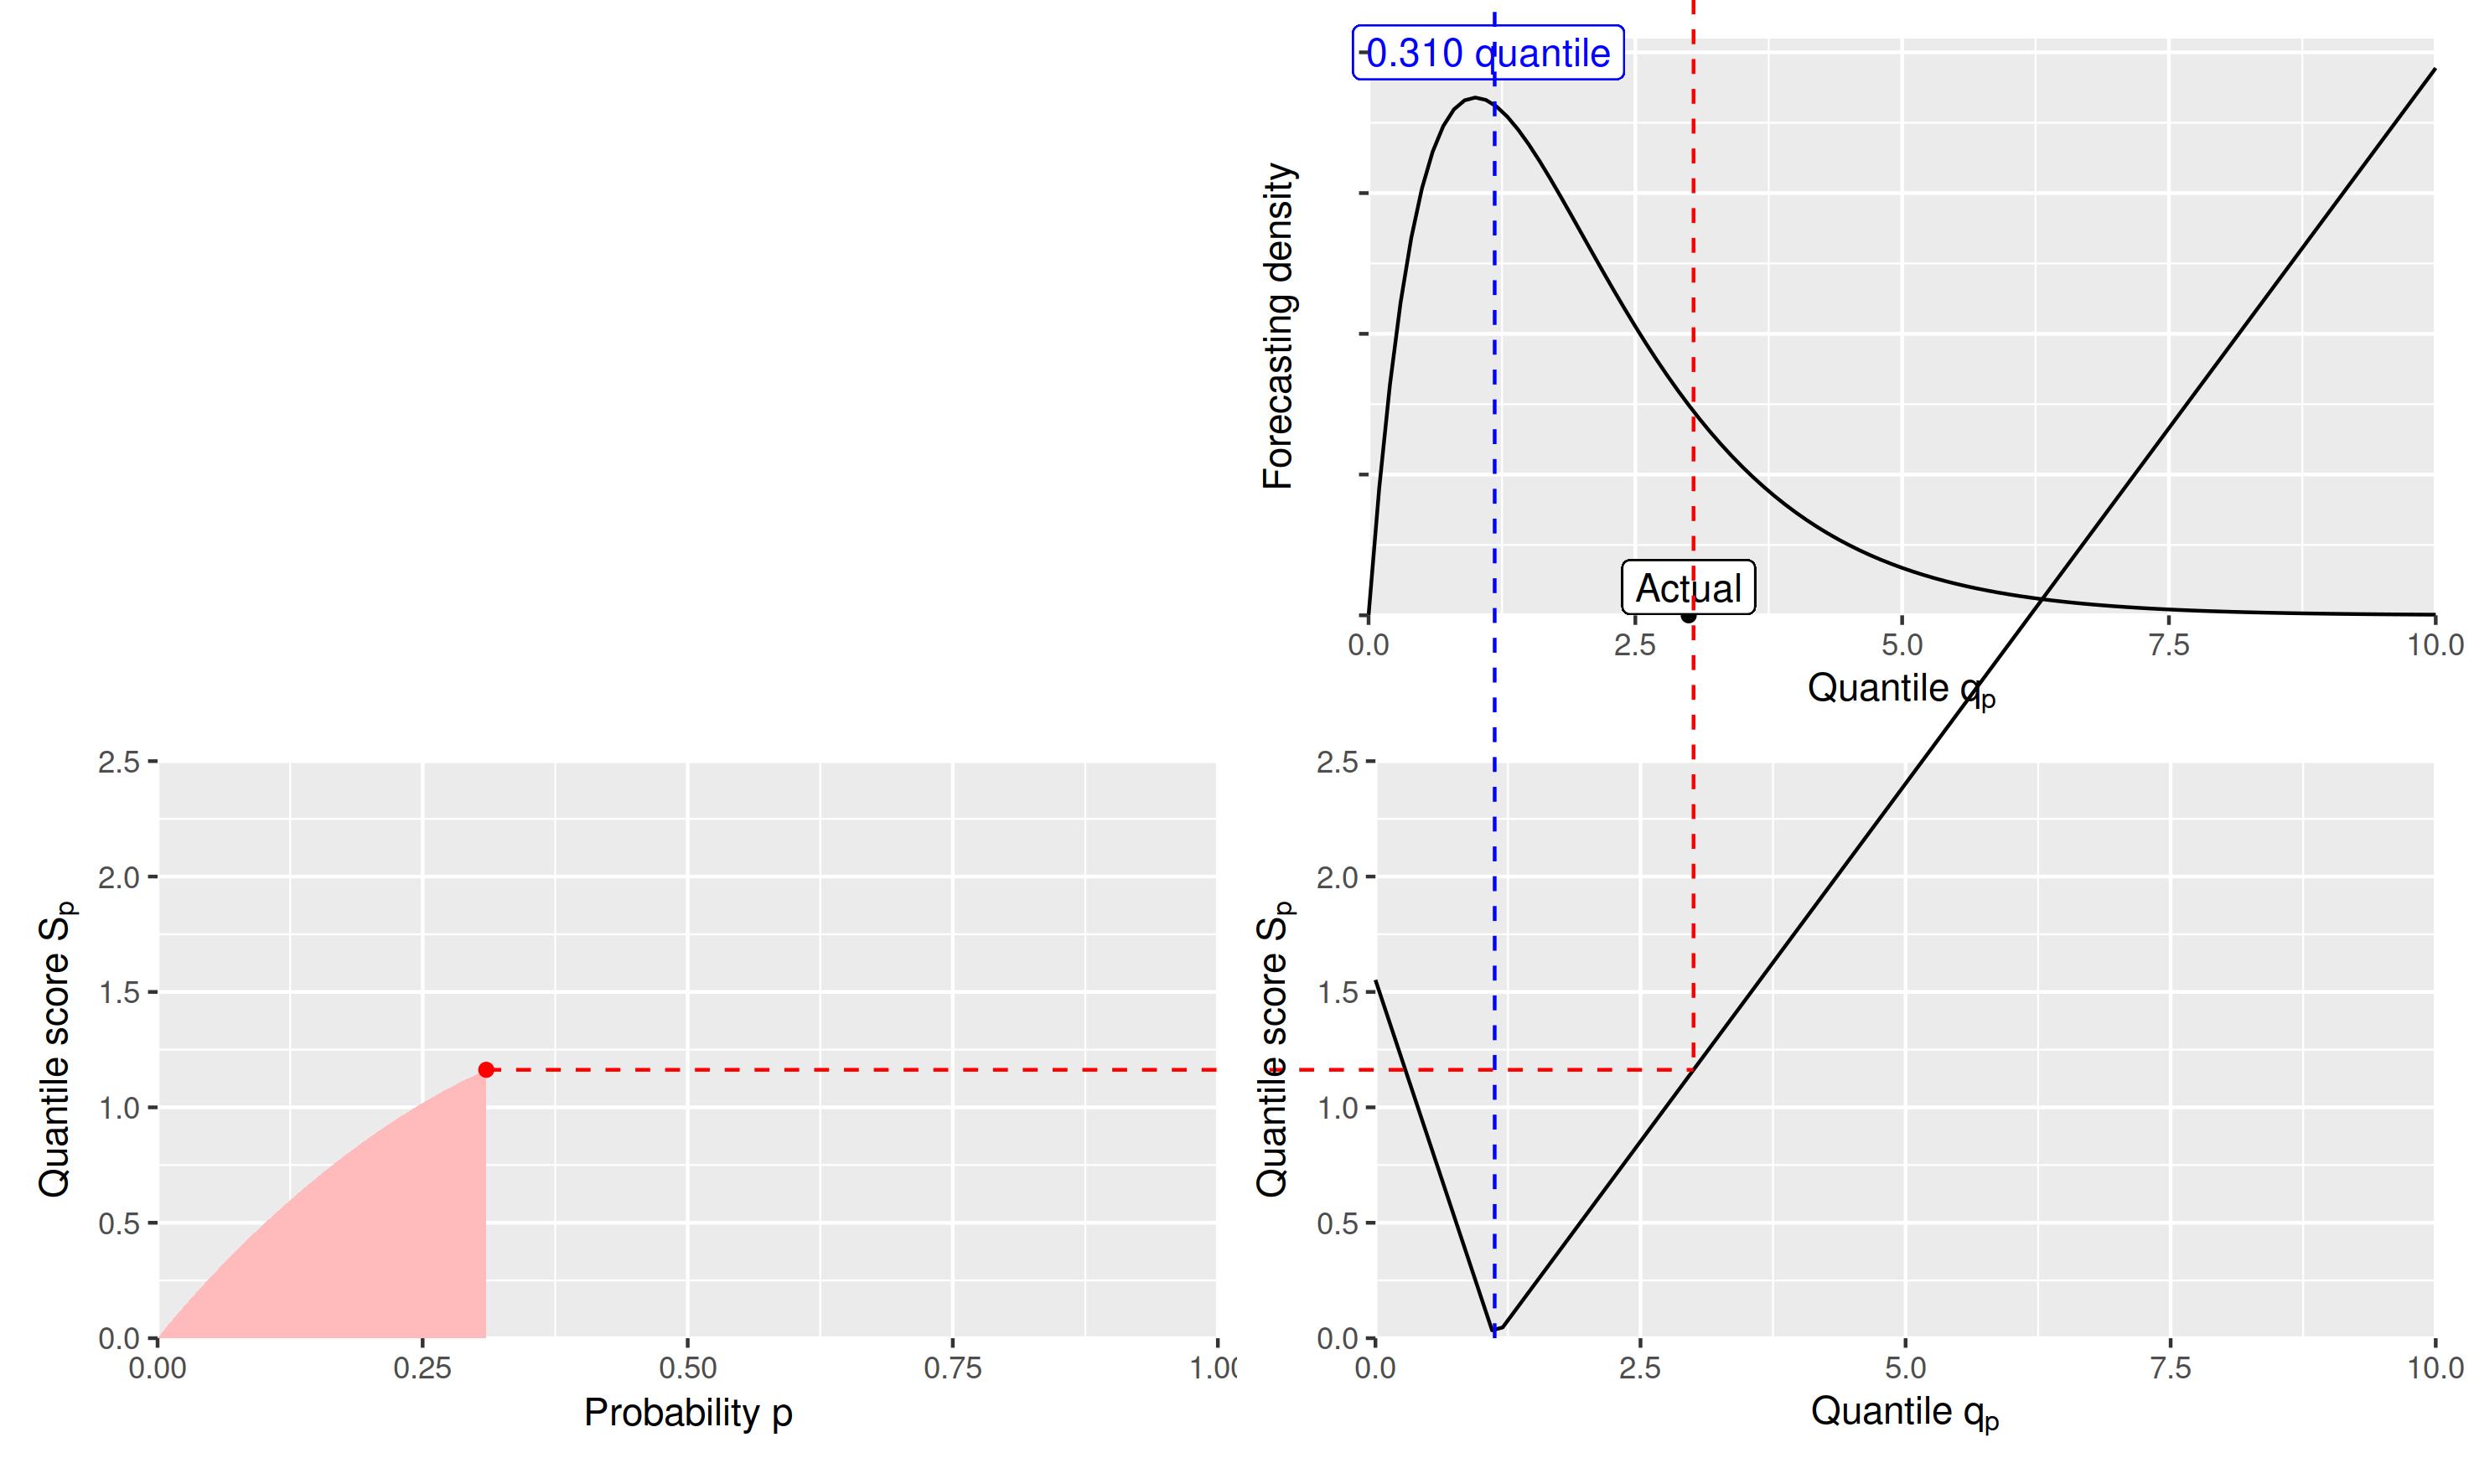 0.310 quantile
Forecasting density
Actual
0.0 2.5 5.0 7.5 10.0
Quantile qp
2.5
2.0
1.5
1.0
0.5
0.0
Quantile score Sp
0.00 0.25 0.50 0.75 1.00
Probability p
2.5
2.0
1.5
1.0
0.5
0.0
Quantile score Sp
0.0 2.5 5.0 7.5 10.0
Quantile qp